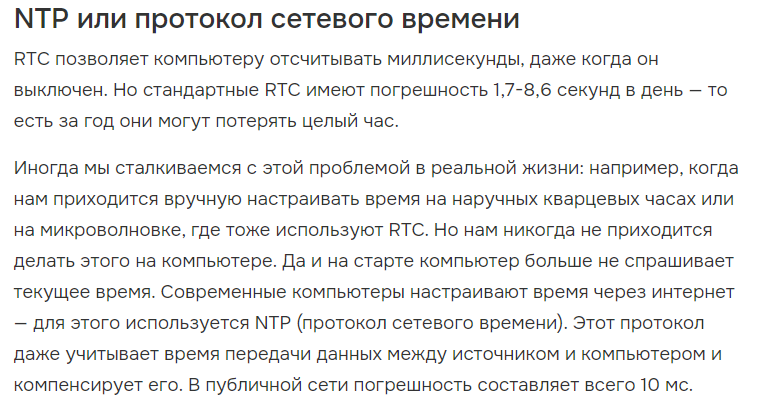 NTP или протокол сетевого времени
RTC позволяет компьютеру отсчитывать миллисекунды, даже когда он
выключен. Но стандартные RTC имеют погрешность 1,7-8,6 секунд в день — то
есть за год они могут потерять целый час.
Иногда мы сталкиваемся с этой проблемой в реальной жизни: например, когда
нам приходится вручную настраивать время на наручных кварцевых часах или
на микроволновке, где тоже используют RTC. Но нам никогда не приходится
делать этого на компьютере. Да и на старте компьютер больше не спрашивает
текущее время. Современные компьютеры настраивают время через интернет
— для этого используется NTP (протокол сетевого времени). Этот протокол
даже учитывает время передачи данных между источником и компьютером и
компенсирует его. В публичной сети погрешность составляет всего 10 мс.